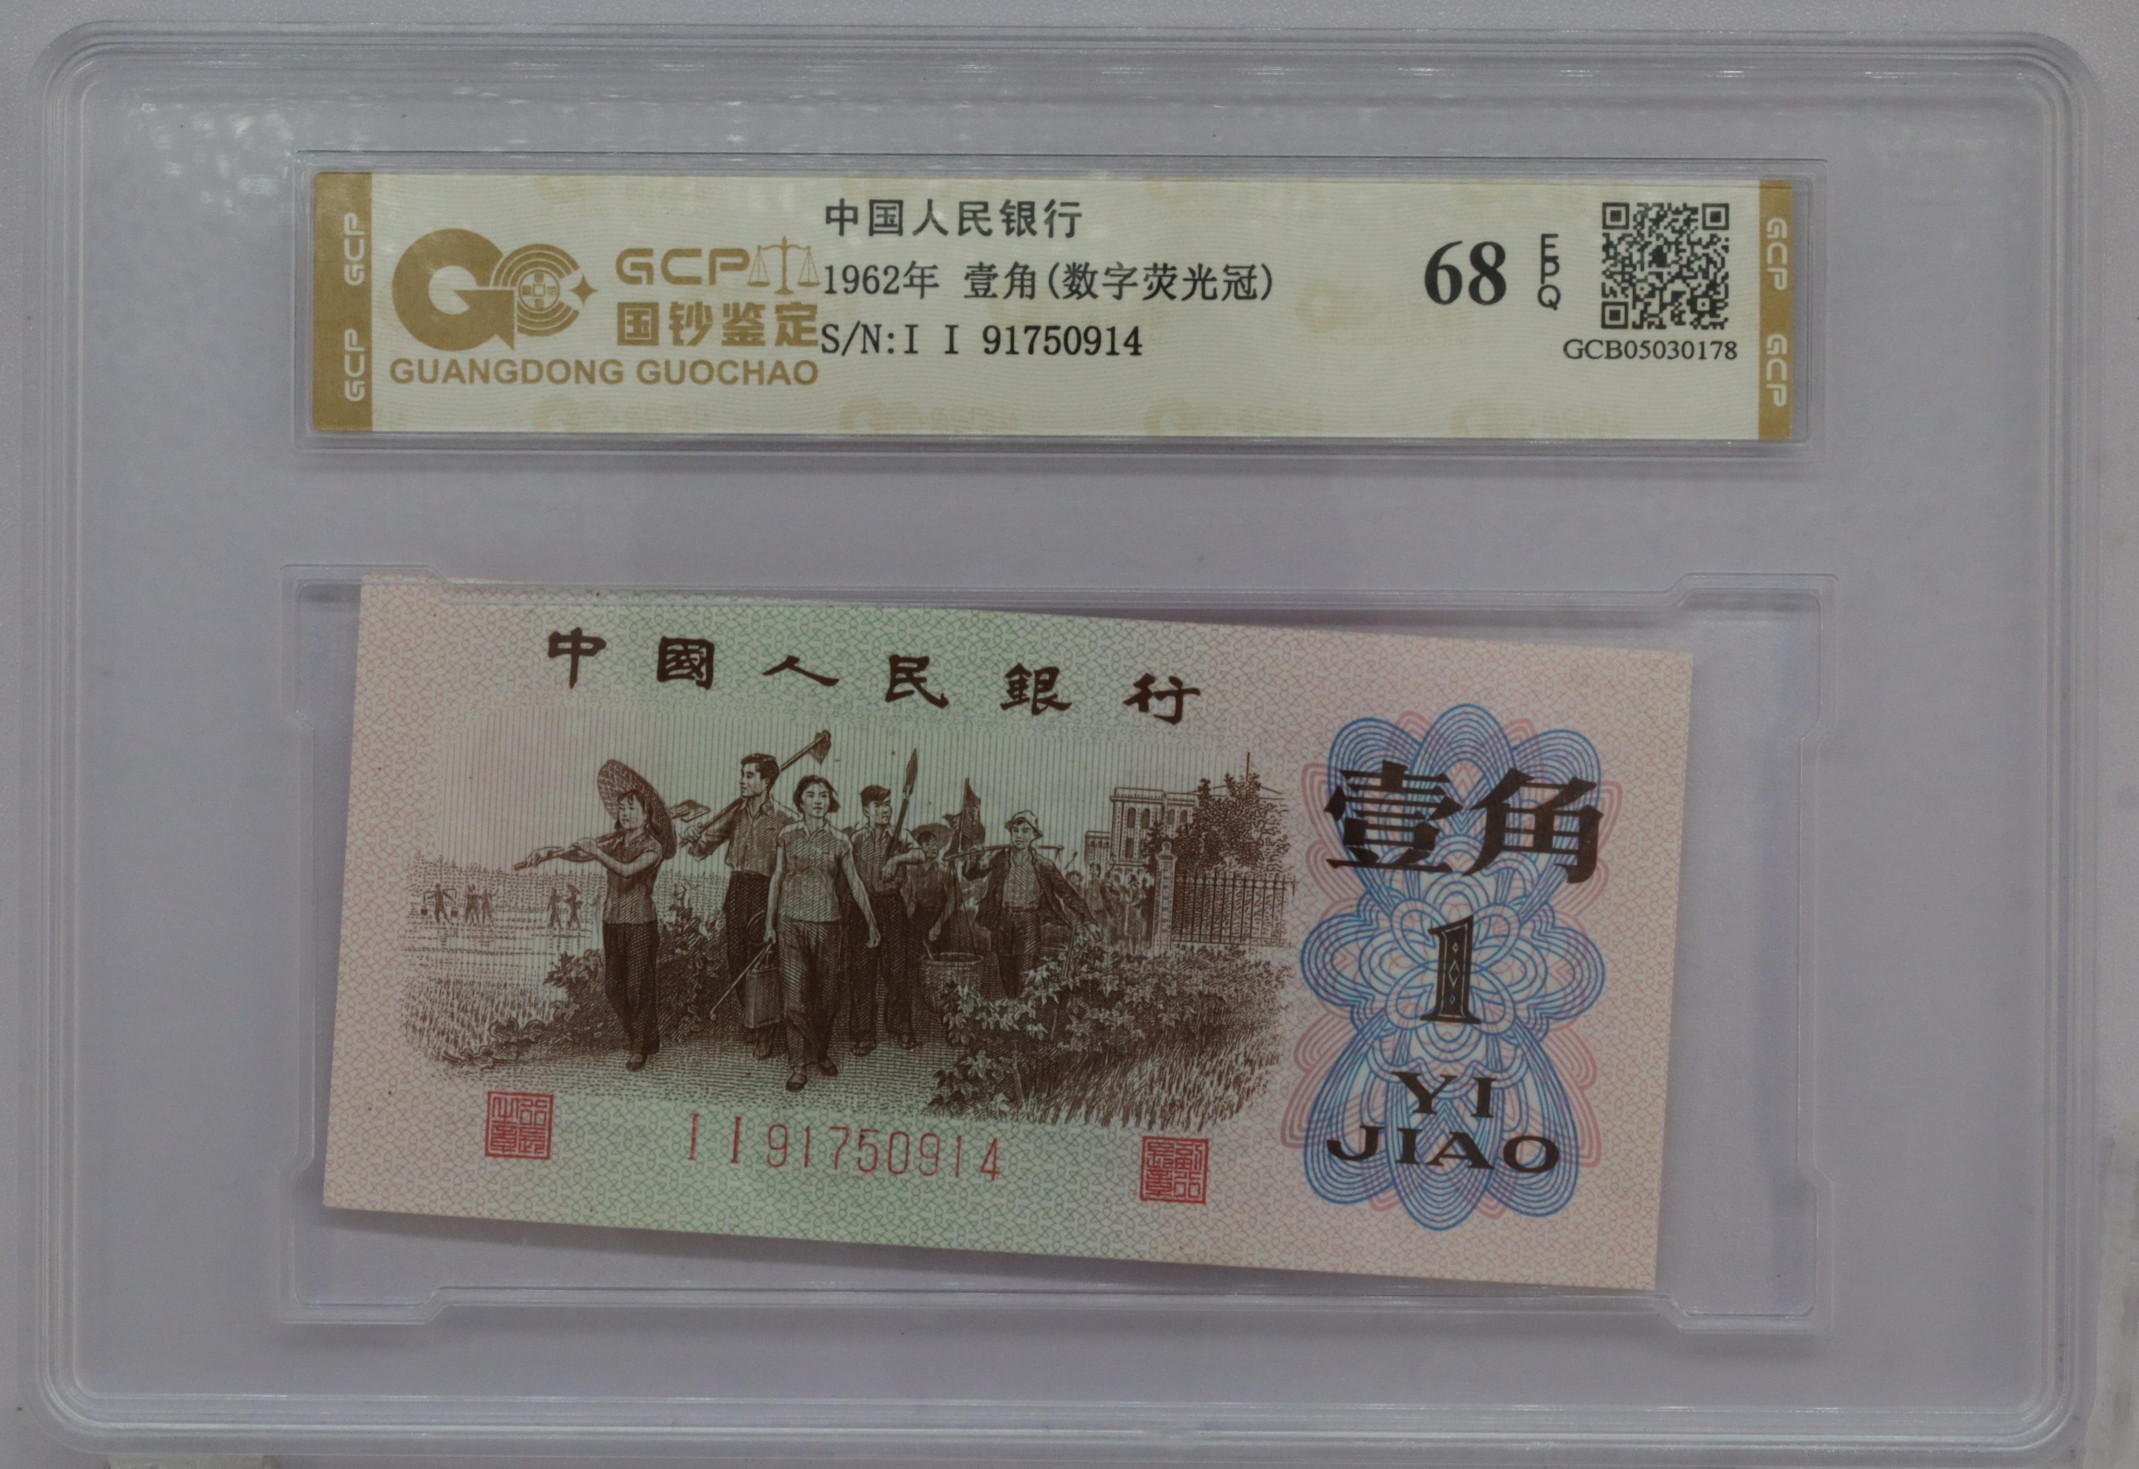 GCP
GCP
GCP
国钞鉴定
GUANGDONG GUOCHAO
中国人民银行
1962年 壹角(数字荧光冠)
S/N:I I 91750914
68
EPQ
GCB05030178
GCP
GCP
中國人民銀行
壹角
1
YI
JIAO
I I 91750914